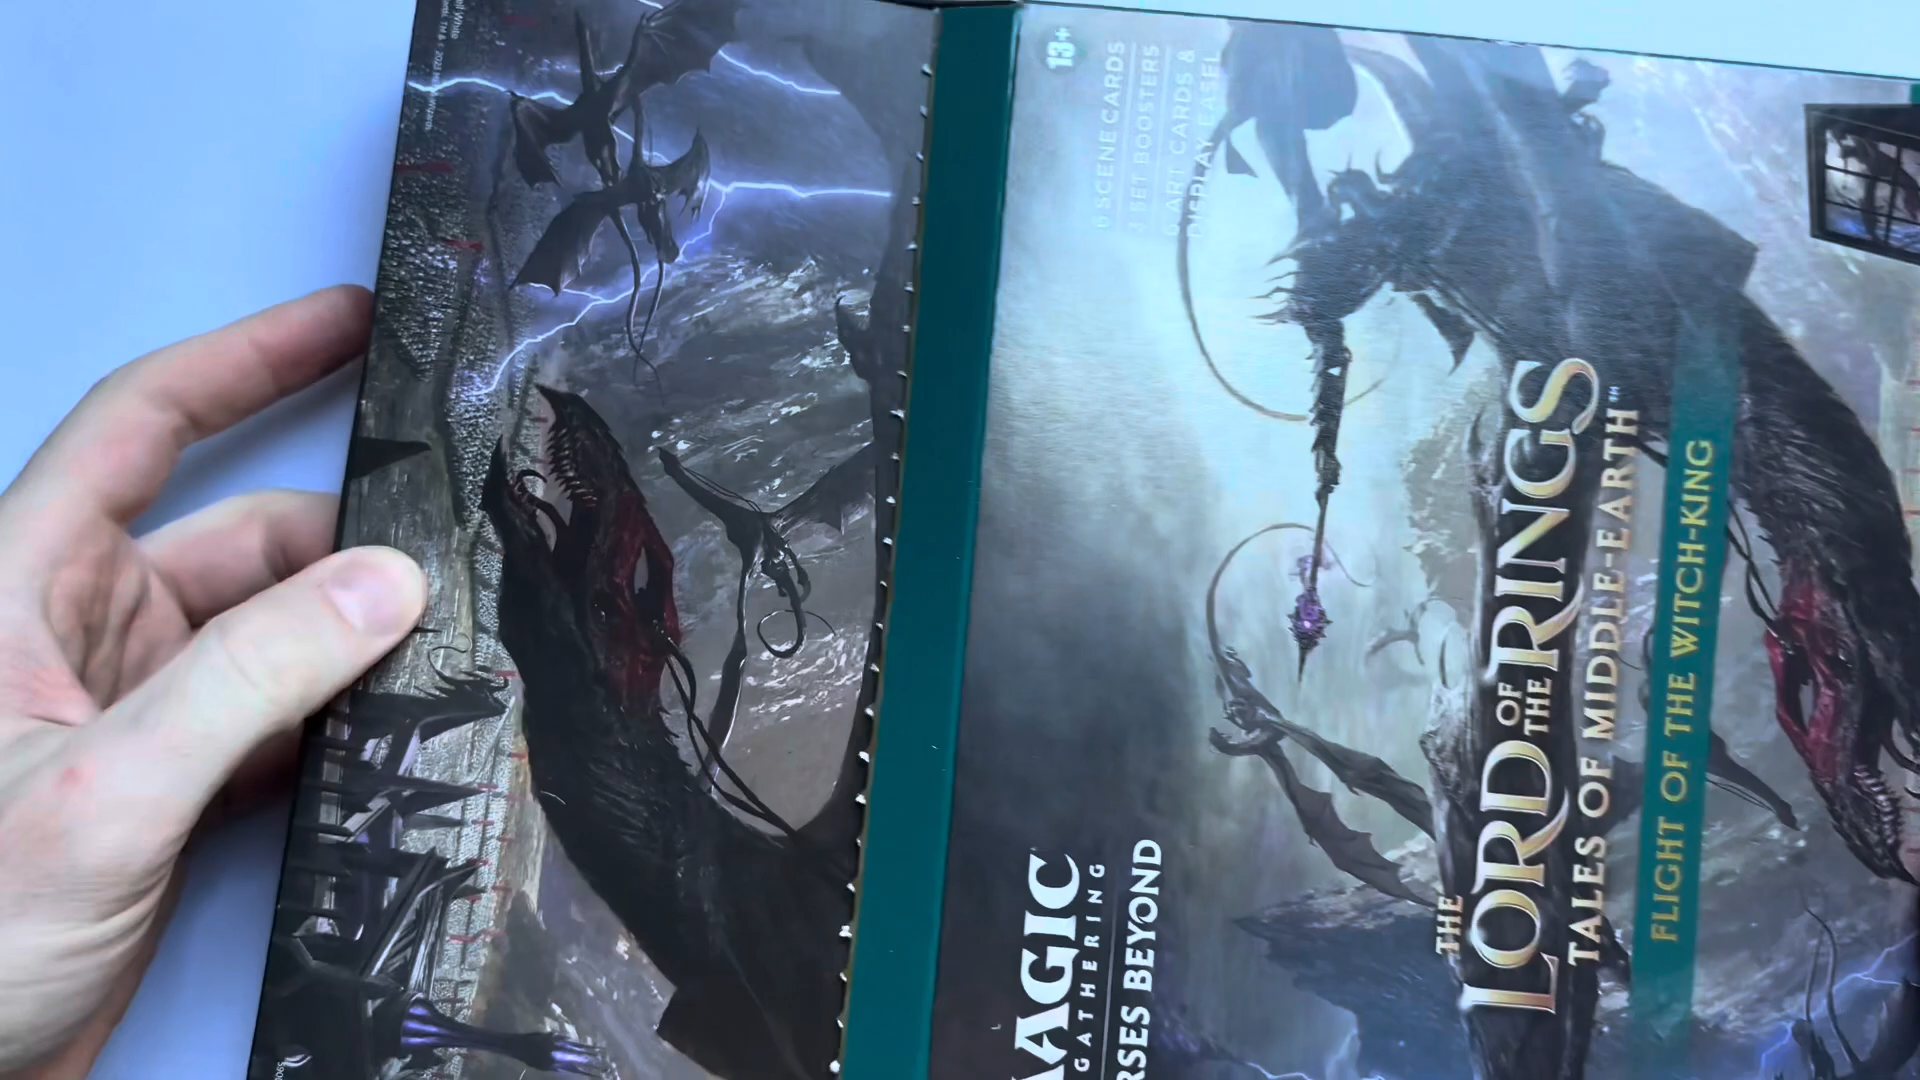 13+
6 SCENE CARDS
3 SET BOOSTERS
6 ART CARDS &
DISPLAY EASEL
THE
LORD OF THE RINGS
TALES OF MIDDLE-EARTH™
FLIGHT OF THE WITCH-KING
AGIC
GATHERING
RSES BEYOND